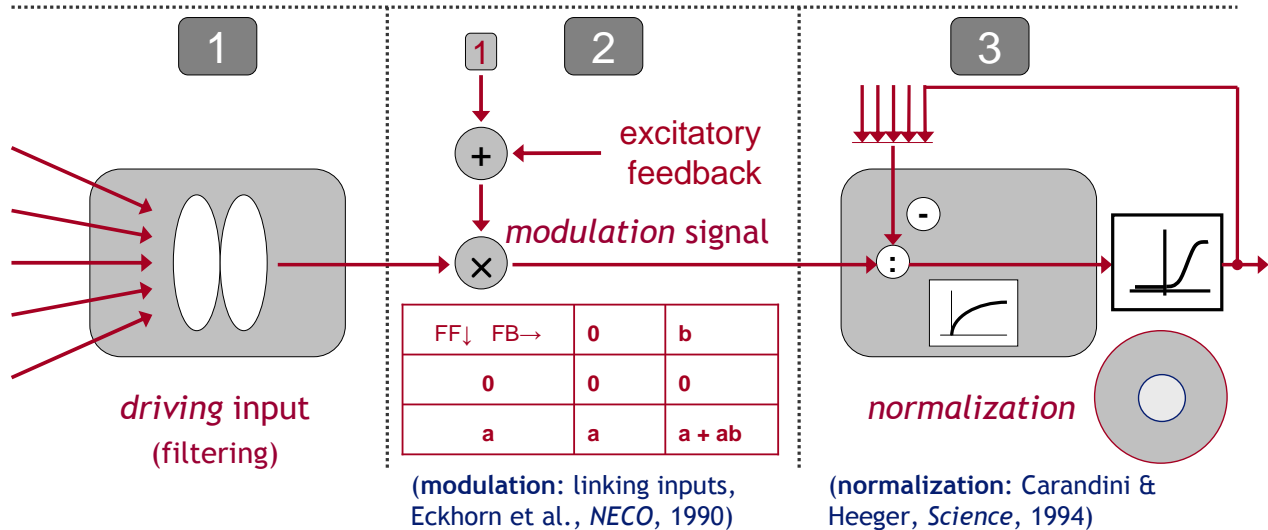 1
2
3
1
+
excitatory
feedback
×
modulation signal
-
:
FF↓ FB→ 0 b
0 0 0
a a a + ab
driving input
(filtering)
normalization
(modulation: linking inputs,
Eckhorn et al., NECO, 1990)
(normalization: Carandini &
Heeger, Science, 1994)